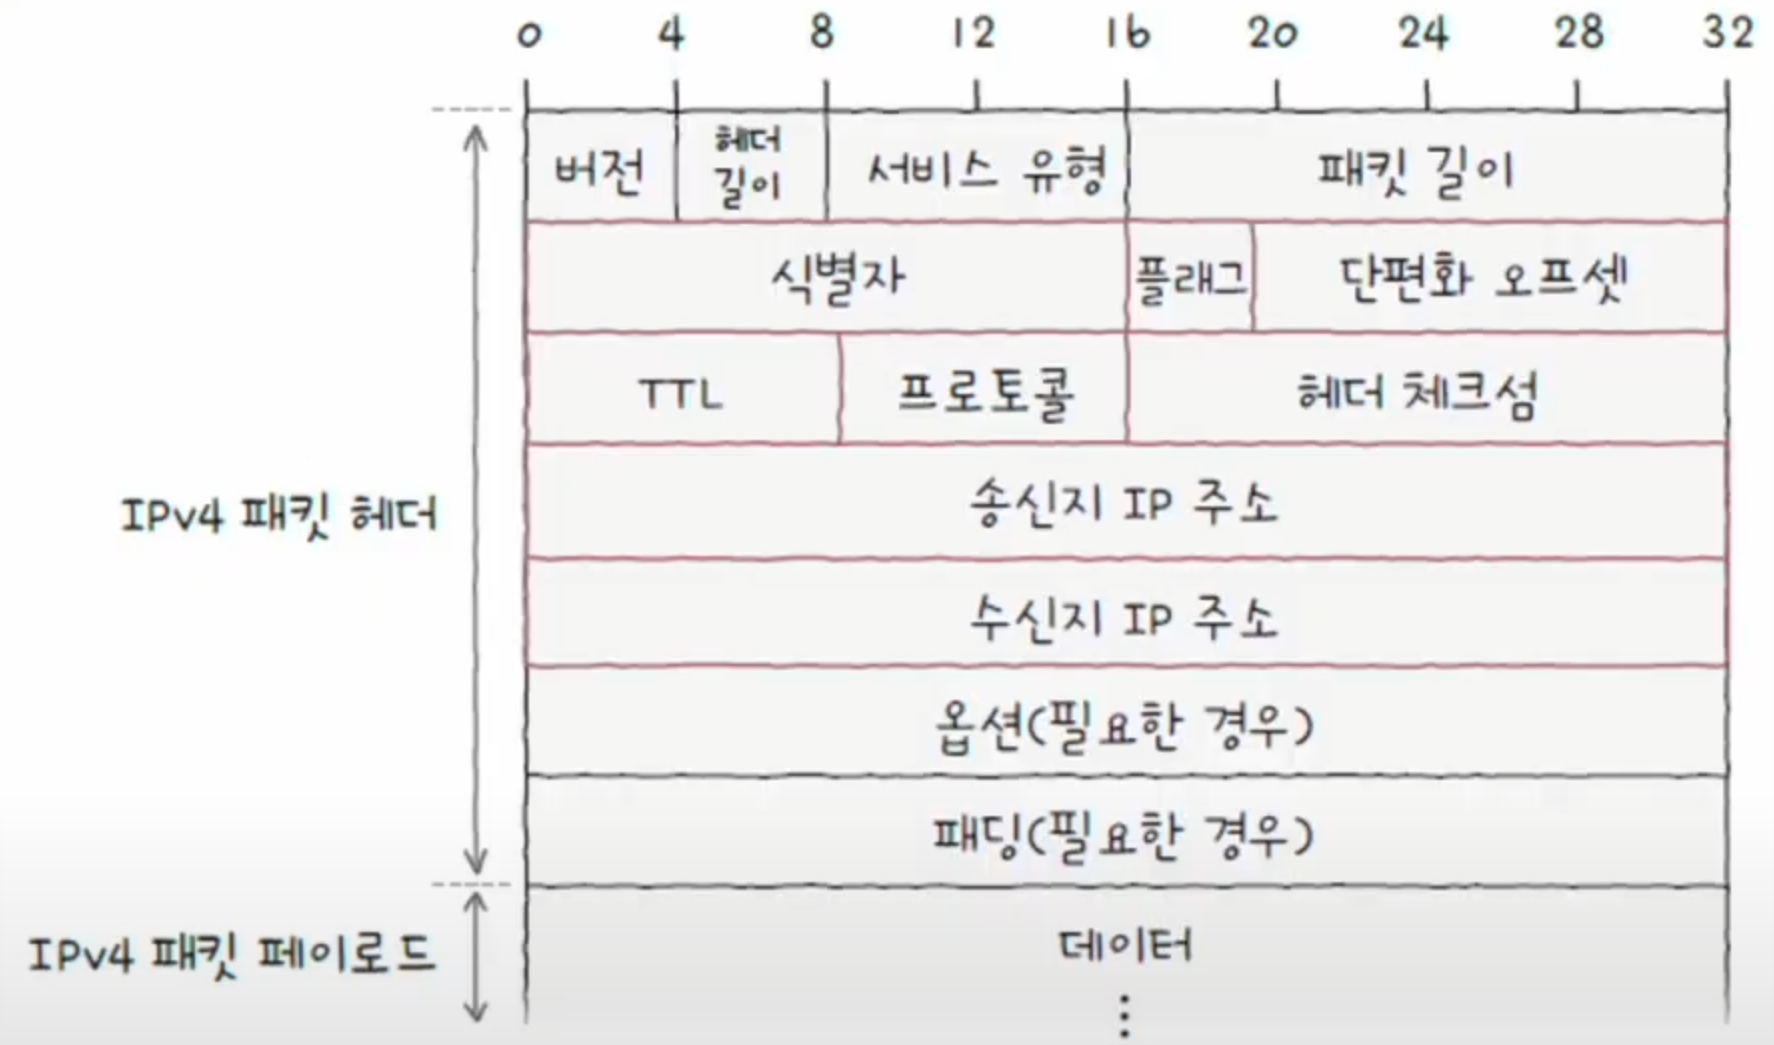 0 4 8 12 16 20 24 28 32
버전 헤더 길이 서비스 유형 패킷 길이
식별자 플래그 단편화 오프셋
TTL 프로토콜 헤더 체크섬
IPv4 패킷 헤더
송신지 IP 주소
수신지 IP 주소
옵션(필요한 경우)
패딩(필요한 경우)
IPv4 패킷 페이로드
데이터
⋮